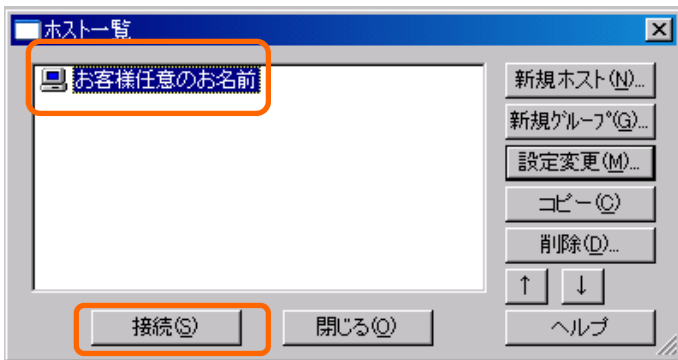 ホスト一覧
お客様任意のお名前
新規ホスト(N)...
新規グループ(G)...
設定変更(M)...
コピー(C)
削除(D)...
↑ ↓
接続(S) 閉じる(O) ヘルプ